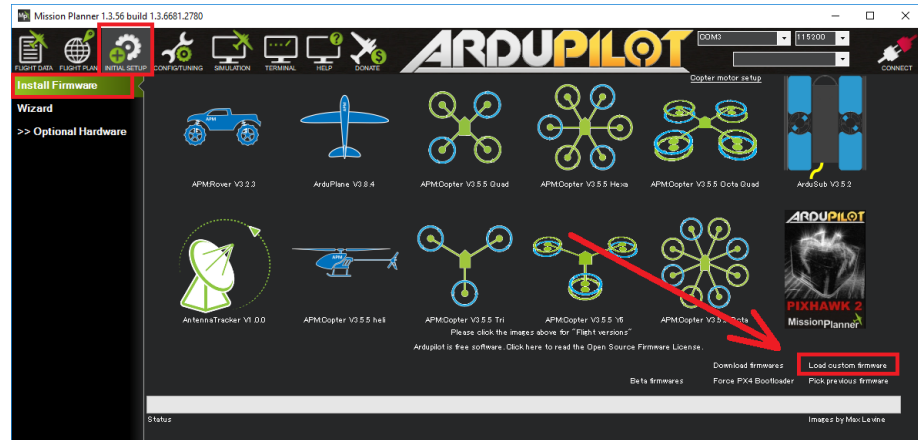 Mission Planner 1.3.56 build 1.3.6681.2780
FLIGHT DATA
FLIGHT PLAN
INITIAL SETUP
CONFIG/TUNING
SIMULATION
TERMINAL
HELP
DONATE
ARDUPILOT
COM3
115200
CONNECT
Install Firmware
Wizard
>> Optional Hardware
Copter motor setup
APM
APM:Rover V3.2.3
ArduPlane V3.8.4
APM:Copter V3.5.5 Quad
APM:Copter V3.5.5 Hexa
APM:Copter V3.5.5 Octa Quad
ArduSub V3.5.2
ARDUPILOT
PIXHAWK 2
Mission Planner
AntennaTracker V1.0.0
APM:Copter V3.5.5 heli
APM:Copter V3.5.5 Tri
APM:Copter V3.5.5 Y6
APM:Copter Octa
Please click the images above for "Flight versions"
Ardupilot is free software. Click here to read the Open Source Firmware License.
Download firmwares
Load custom firmware
Beta firmwares
Force PX4 Bootloader
Pick previous firmware
Status
Images by Max Levine